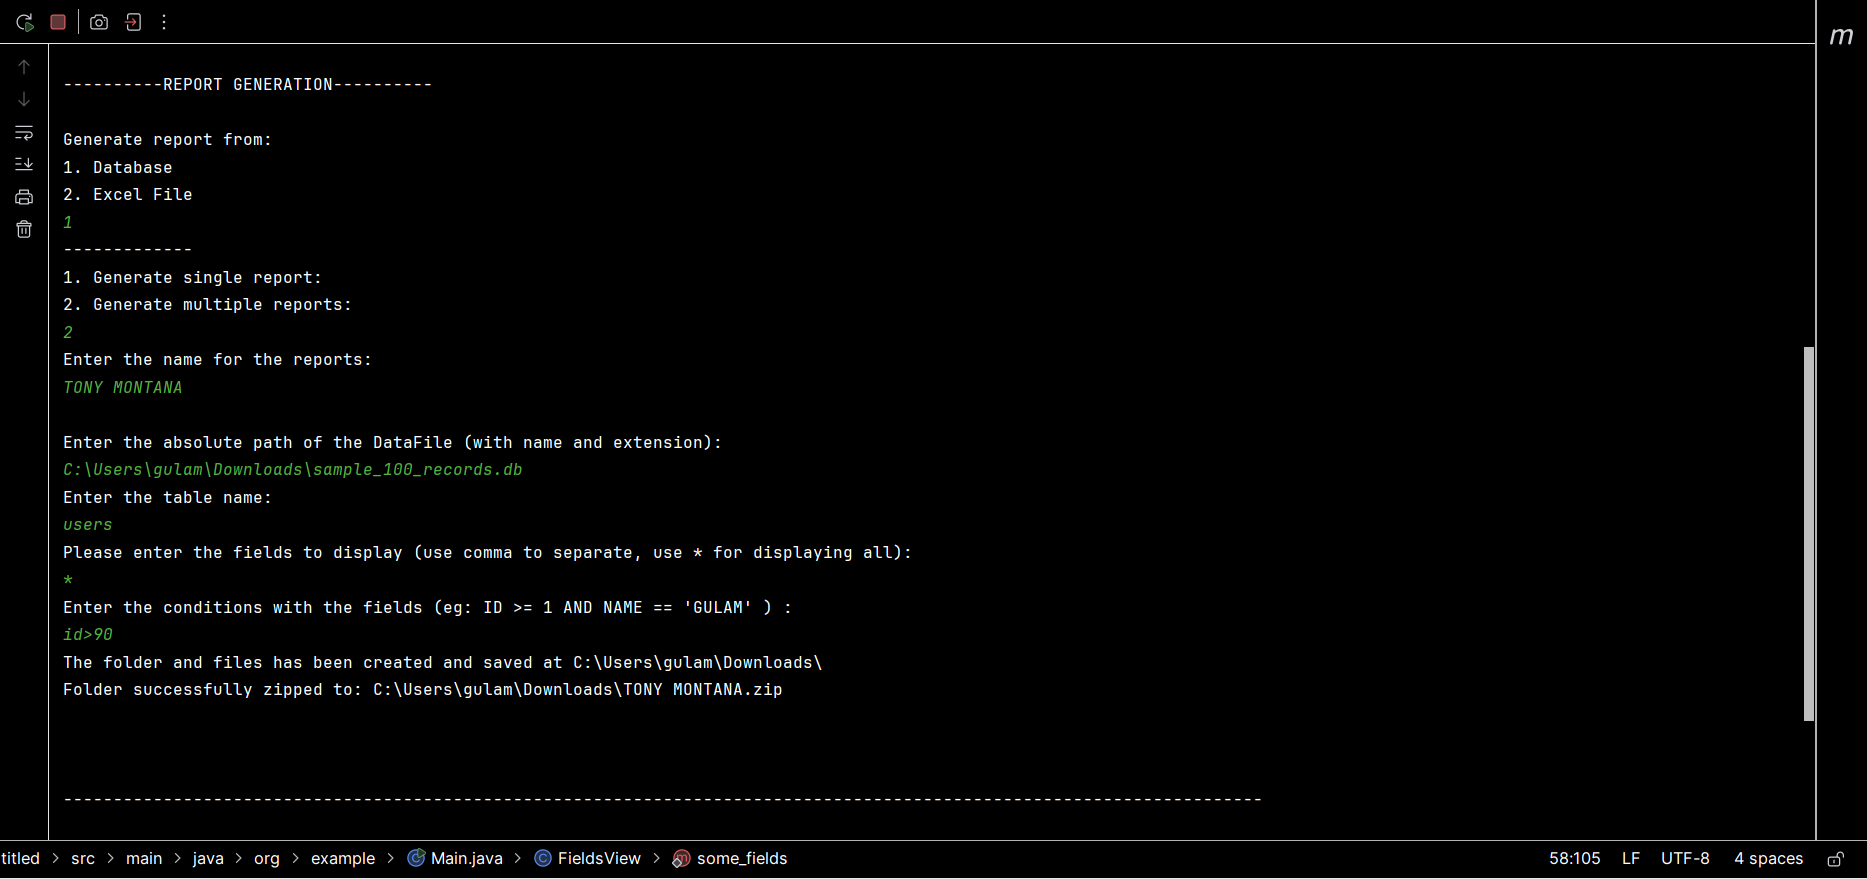 m
----------REPORT GENERATION----------
Generate report from:
1. Database
2. Excel File
1
-------------
1. Generate single report:
2. Generate multiple reports:
2
Enter the name for the reports:
TONY MONTANA
Enter the absolute path of the DataFile (with name and extension):
C:\Users\gulam\Downloads\sample_100_records.db
Enter the table name:
users
Please enter the fields to display (use comma to separate, use * for displaying all):
*
Enter the conditions with the fields (eg: ID >= 1 AND NAME == 'GULAM' ) :
id>90
The folder and files has been created and saved at C:\Users\gulam\Downloads\
Folder successfully zipped to: C:\Users\gulam\Downloads\TONY MONTANA.zip
------------------------------------------------------------------------------------------------------------------------
titled > src > main > java > org > example > Main.java > FieldsView > some_fields 58:105 LF UTF-8 4 spaces